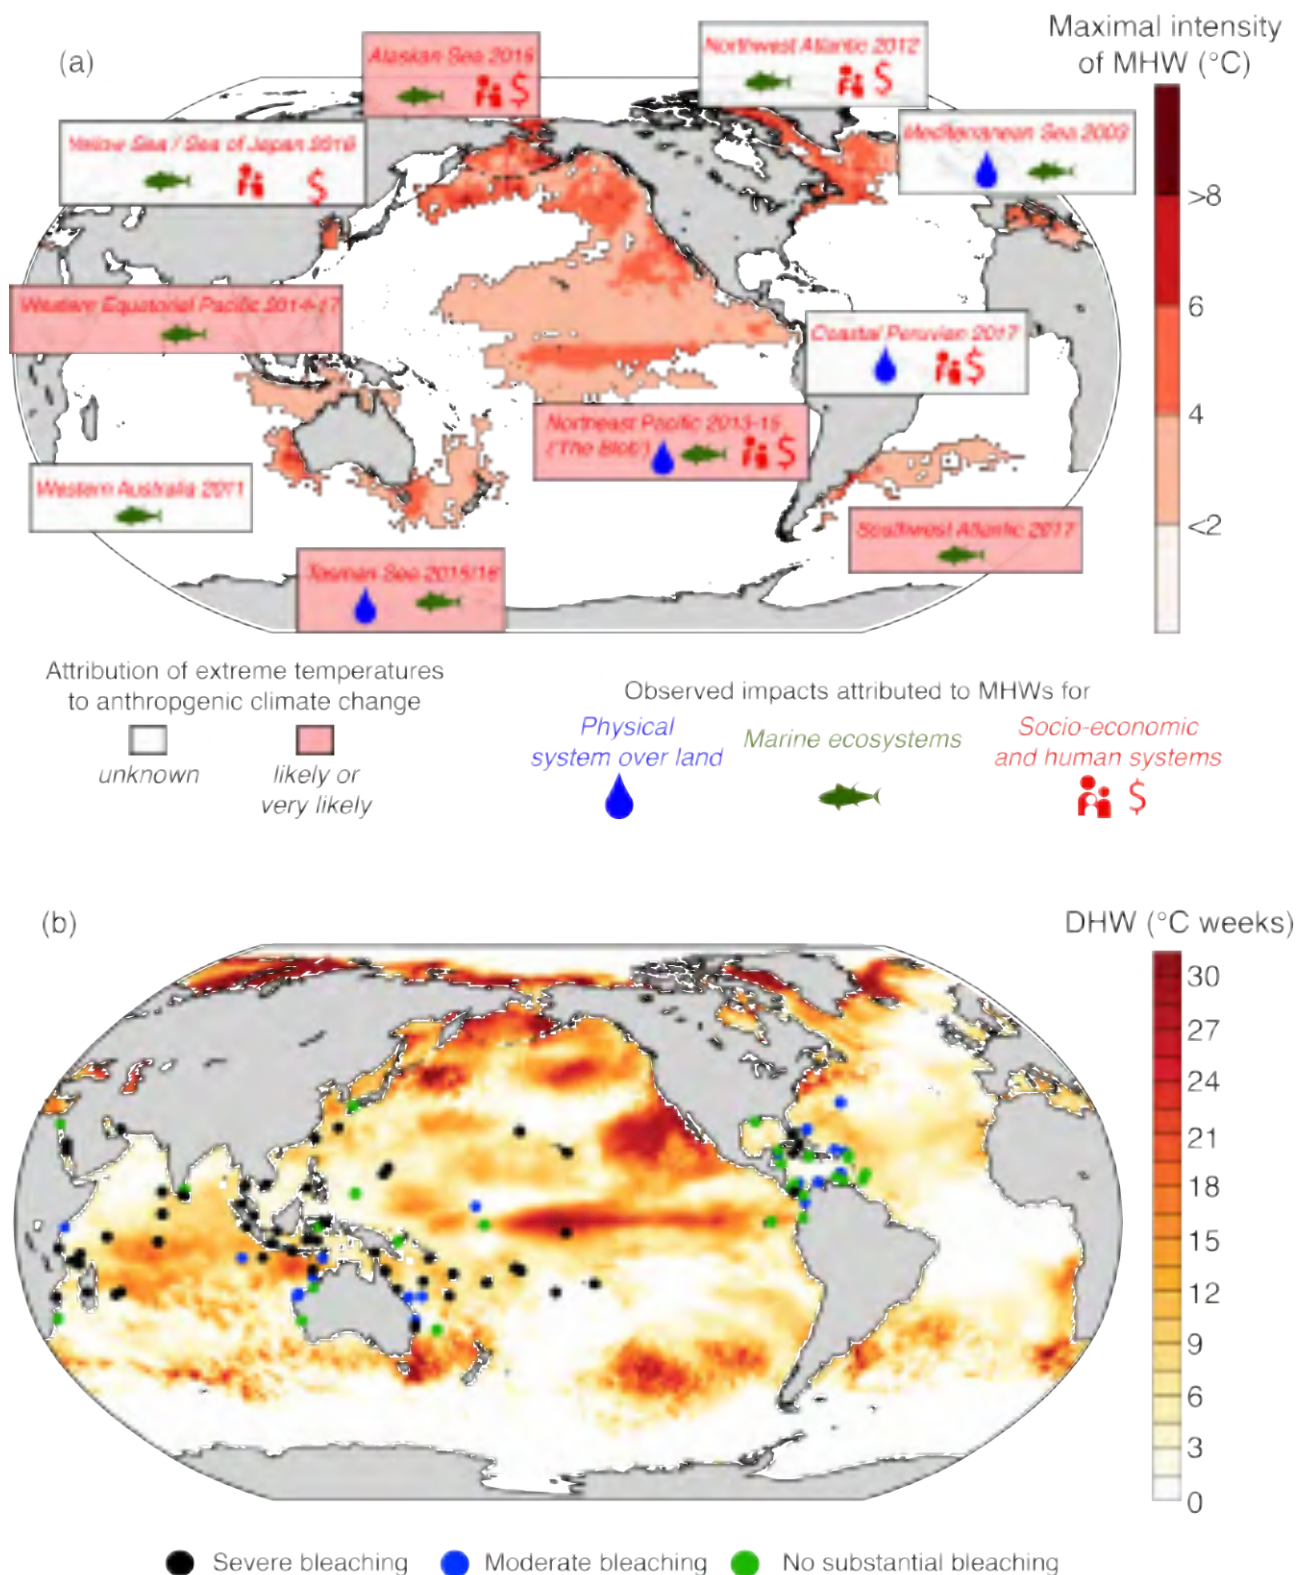 (a)
Maximal intensity
of MHW (°C)
Alaskan Sea 2016
$
Northwest Atlantic 2012
$
Yellow Sea / Sea of Japan 2016
$
Mediterranean Sea 2003
>8
Western Equatorial Pacific 2014-17
6
Coastal Peruvian 2017
$
4
Northeast Pacific 2013-15
('The Blob')
$
Western Australia 2011
Southwest Atlantic 2017
<2
Tasman Sea 2015/16
Attribution of extreme temperatures
to anthropgenic climate change
unknown
likely or
very likely
Observed impacts attributed to MHWs for
Physical
system over land
Marine ecosystems
Socio-economic
and human systems
$
(b)
DHW (°C weeks)
30
27
24
21
18
15
12
9
6
3
0
Severe bleaching
Moderate bleaching
No substantial bleaching